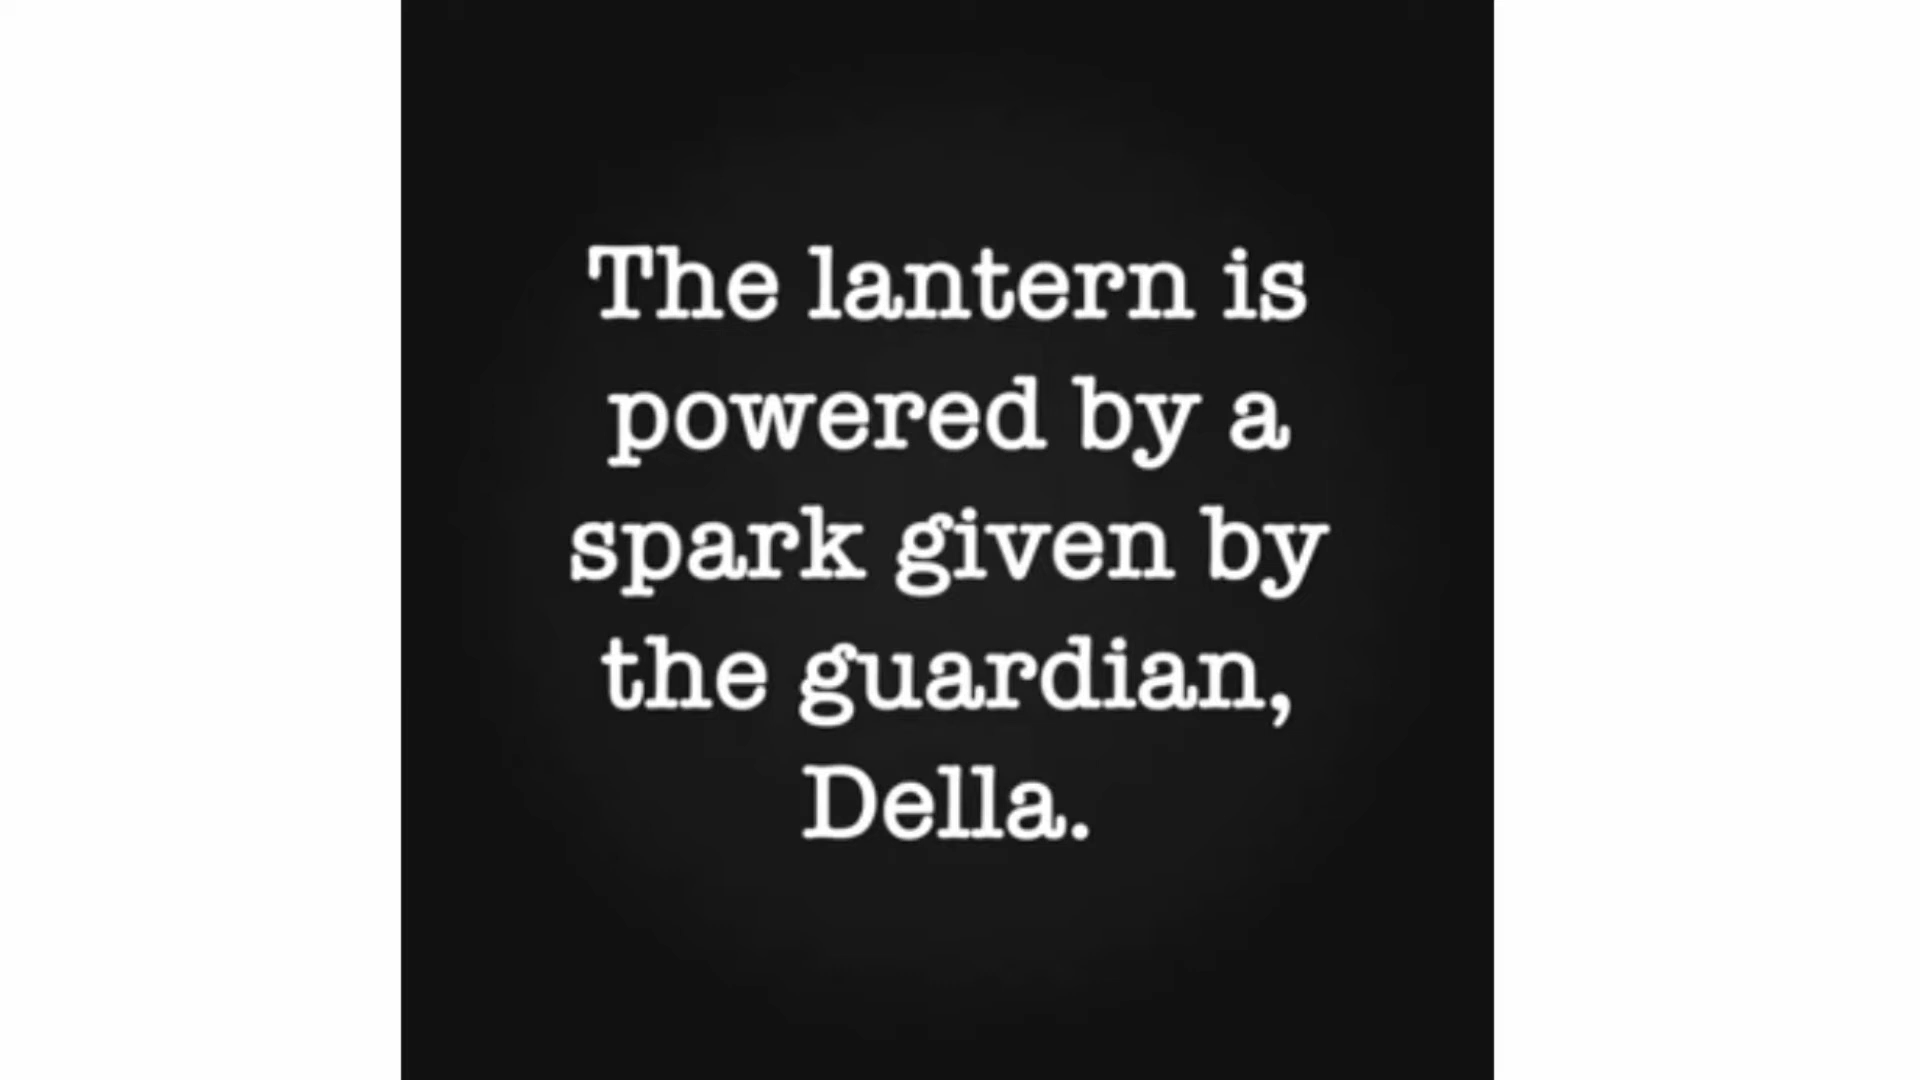 The lantern is
powered by a
spark given by
the guardian,
Della.